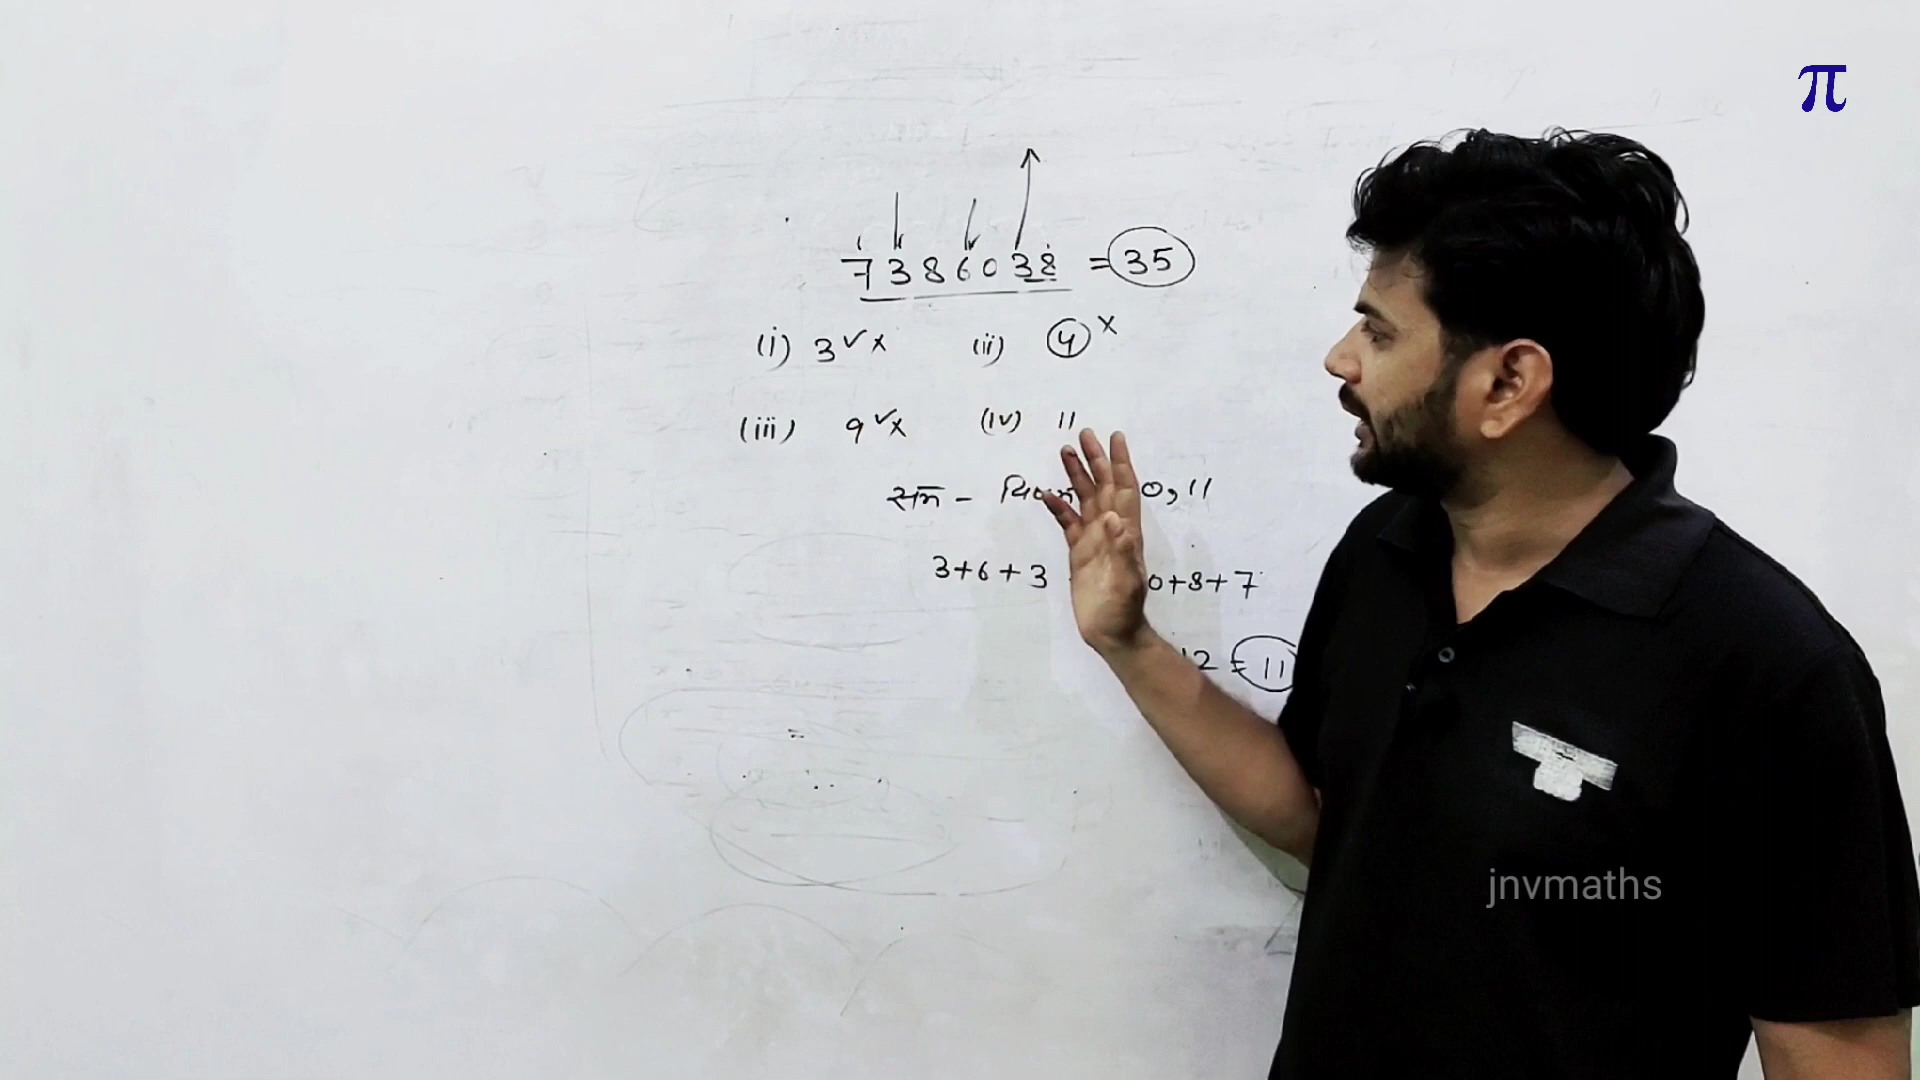 π
7386038 = 35
(i) 3 ✓ x (ii) 4 x
(iii) 9 ✓ x (iv) 11
सम - 0, 11
3+6+3 0+8+7
12 = 11
jnvmaths